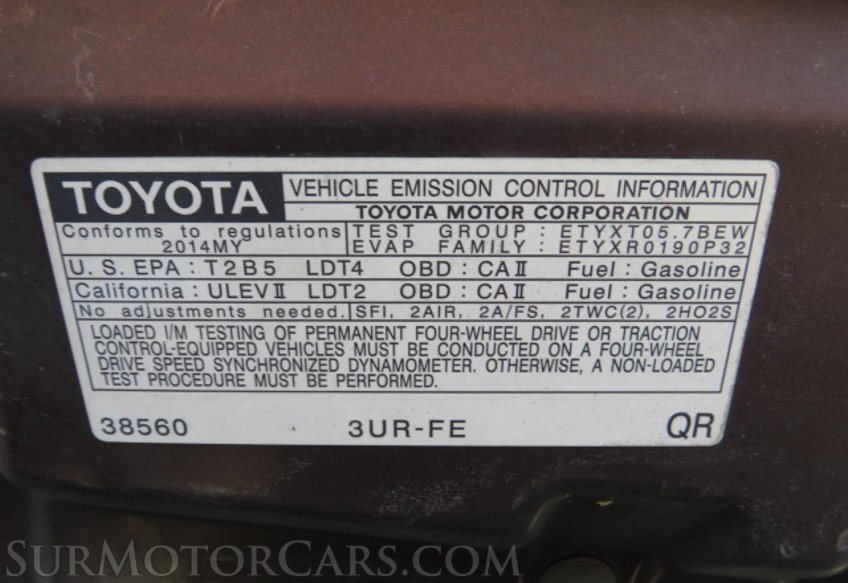 TOYOTA
VEHICLE EMISSION CONTROL INFORMATION
TOYOTA MOTOR CORPORATION
Conforms to regulations
2014MY
TEST GROUP : ETYXT05.7BEW
EVAP FAMILY : ETYXR0190P32
U.S. EPA : T2B5 LDT4 OBD : CAⅡ Fuel : Gasoline
California : ULEVⅡ LDT2 OBD : CAⅡ Fuel : Gasoline
No adjustments needed. SFI, 2AIR, 2A/FS, 2TWC(2), 2HO2S
LOADED I/M TESTING OF PERMANENT FOUR-WHEEL DRIVE OR TRACTION
CONTROL-EQUIPPED VEHICLES MUST BE CONDUCTED ON A FOUR-WHEEL
DRIVE SPEED SYNCHRONIZED DYNAMOMETER. OTHERWISE, A NON-LOADED
TEST PROCEDURE MUST BE PERFORMED.
38560 3UR-FE QR
SURMOTORCARS.COM